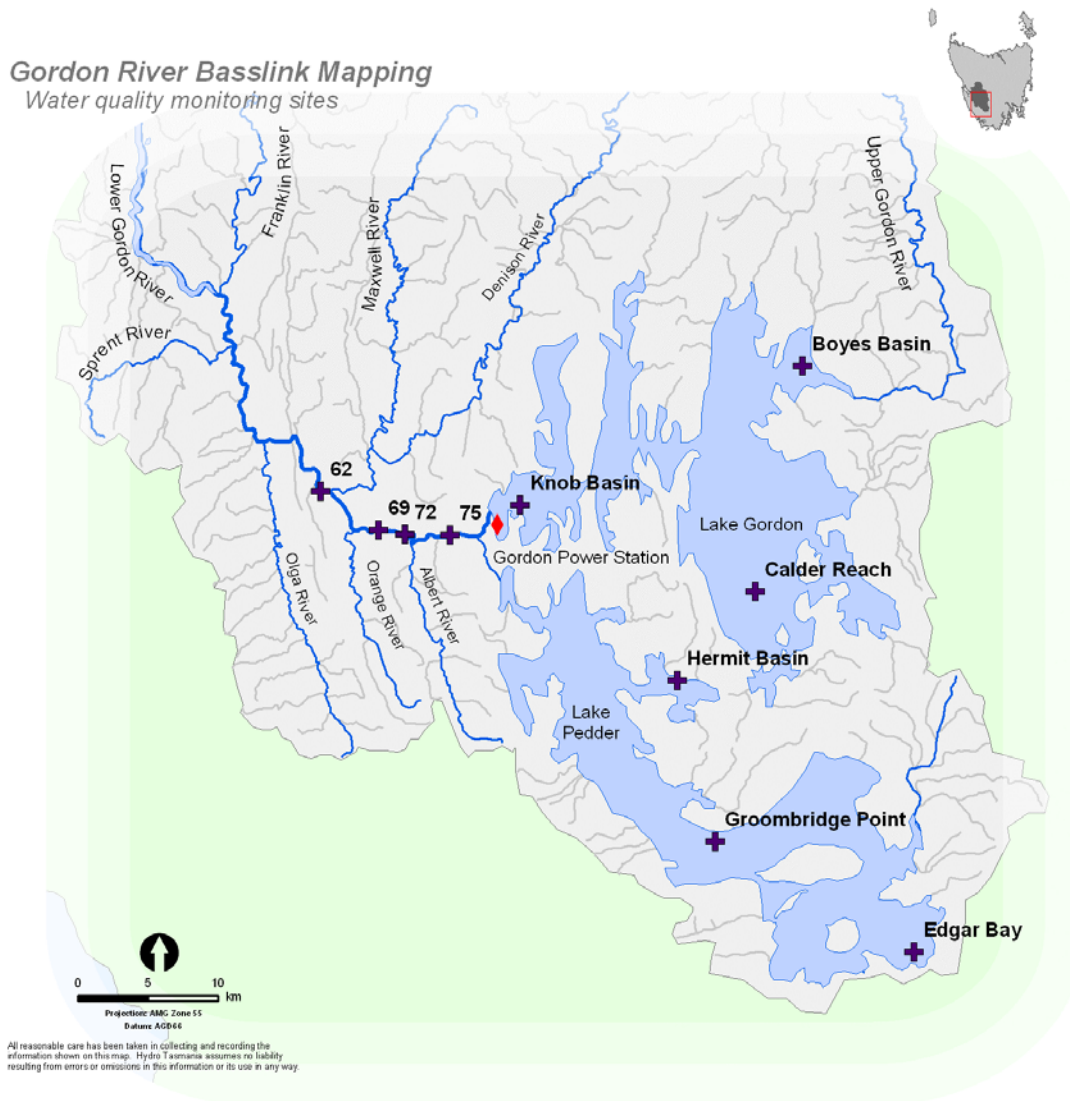 Gordon River Basslink Mapping
Water quality monitoring sites
Lower Gordon River
Franklin River
Maxwell River
Denison River
Upper Gordon River
Sprent River
Boyes Basin
62
Knob Basin
69
72
75
Lake Gordon
Gordon Power Station
Calder Reach
Olga River
Orange River
Albert River
Hermit Basin
Lake
Pedder
Groombridge Point
Edgar Bay
0 5 10
km
Projection: AMG Zone 55
Datum: AGD66
All reasonable care has been taken in collecting and recording the
information shown on this map. Hydro Tasmania assumes no liability
resulting from errors or omissions in this information or its use in any way.